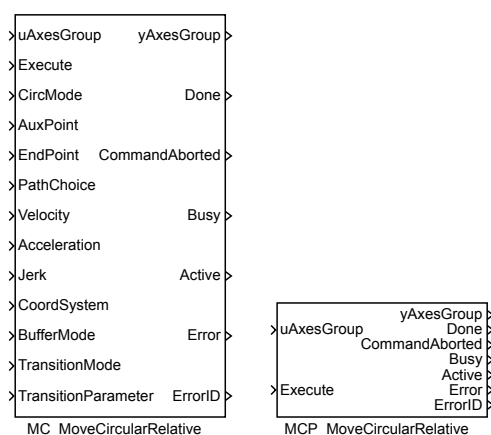 uAxesGroup yAxesGroup
Execute
CircMode Done
AuxPoint
EndPoint CommandAborted
PathChoice
Velocity Busy
Acceleration
Jerk Active
CoordSystem
BufferMode Error
TransitionMode
TransitionParameter ErrorID
MC_MoveCircularRelative
yAxesGroup
uAxesGroup Done
CommandAborted
Busy
Active
Execute Error
ErrorID
MCP_MoveCircularRelative